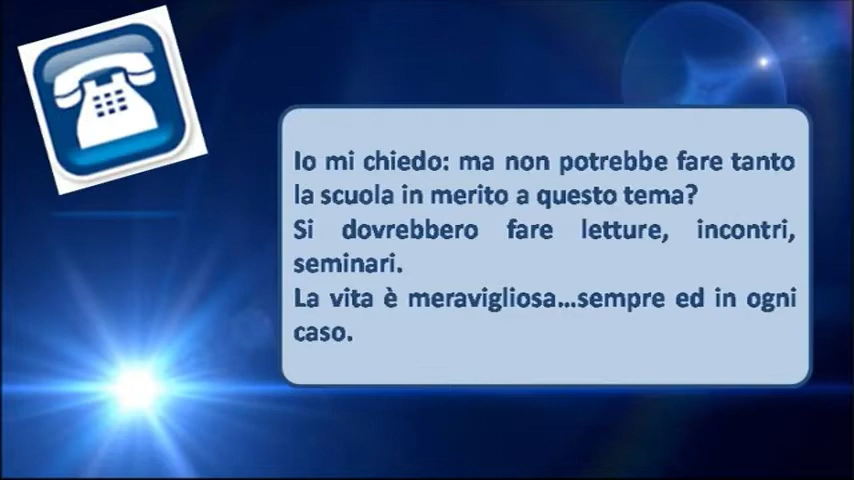 Io mi chiedo: ma non potrebbe fare tanto
la scuola in merito a questo tema?
Si dovrebbero fare letture, incontri,
seminari.
La vita è meravigliosa...sempre ed in ogni
caso.